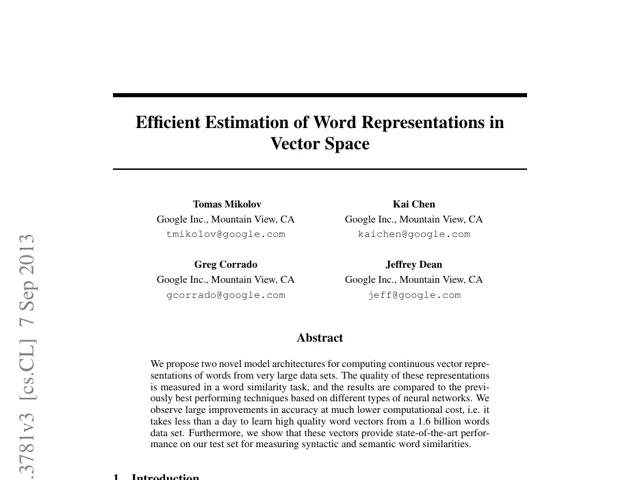 Efficient Estimation of Word Representations in
Vector Space
Tomas Mikolov
Google Inc., Mountain View, CA
tmikolov@google.com
Kai Chen
Google Inc., Mountain View, CA
kaichen@google.com
Greg Corrado
Google Inc., Mountain View, CA
gcorrado@google.com
Jeffrey Dean
Google Inc., Mountain View, CA
jeff@google.com
Abstract
We propose two novel model architectures for computing continuous vector repre-
sentations of words from very large data sets. The quality of these representations
is measured in a word similarity task, and the results are compared to the previ-
ously best performing techniques based on different types of neural networks. We
observe large improvements in accuracy at much lower computational cost, i.e. it
takes less than a day to learn high quality word vectors from a 1.6 billion words
data set. Furthermore, we show that these vectors provide state-of-the-art perfor-
mance on our test set for measuring syntactic and semantic word similarities.
1 Introduction
.3781v3 [cs.CL] 7 Sep 2013